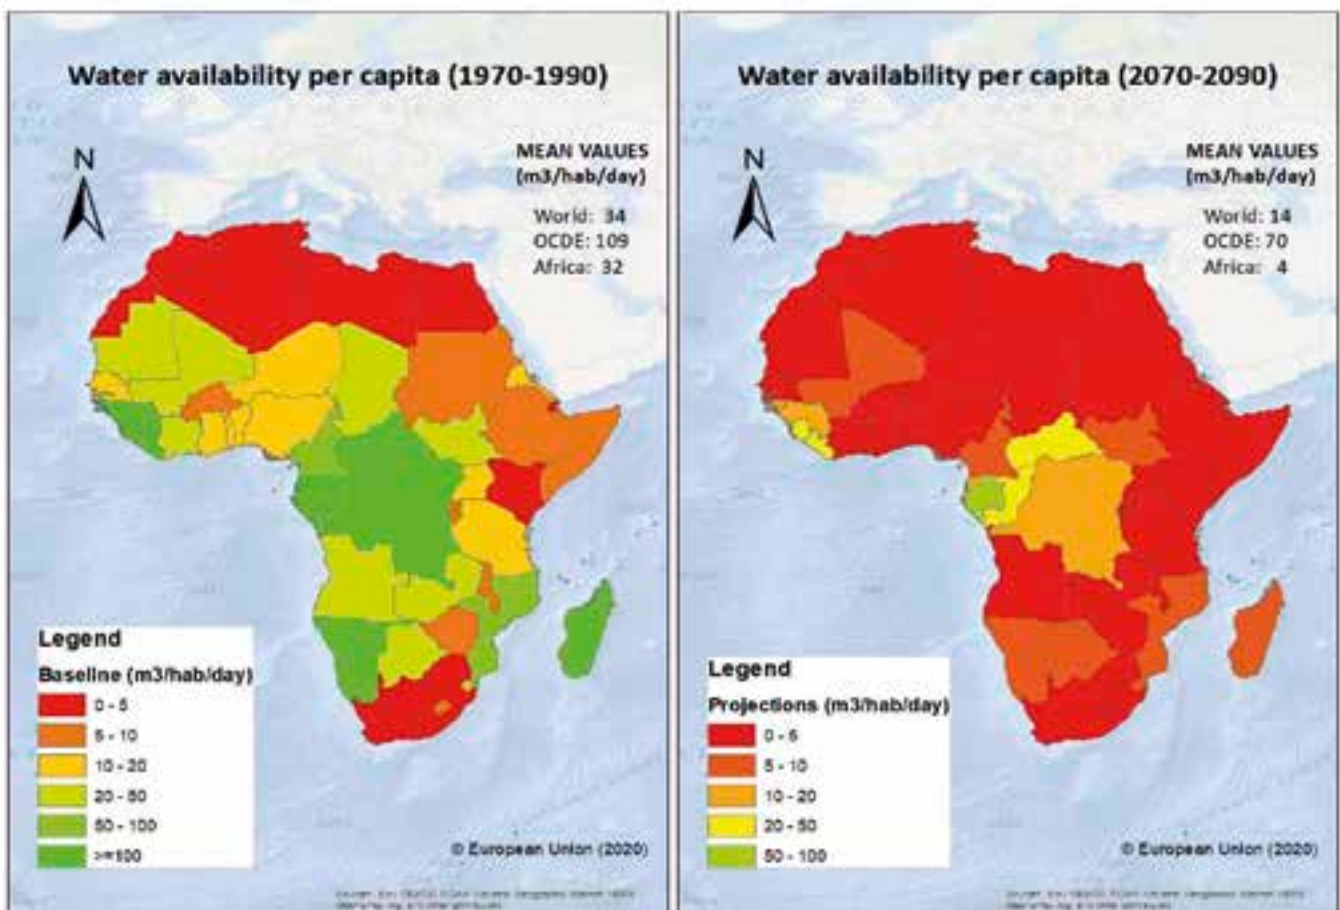 Water availability per capita (1970-1990)
N
MEAN VALUES
(m3/hab/day)
World: 34
OCDE: 109
Africa: 32
Legend
Baseline (m3/hab/day)
0 - 5
5 - 10
10 - 20
20 - 50
50 - 100
>=100
© European Union (2020)
Water availability per capita (2070-2090)
N
MEAN VALUES
(m3/hab/day)
World: 14
OCDE: 70
Africa: 4
Legend
Projections (m3/hab/day)
0 - 5
5 - 10
10 - 20
20 - 50
50 - 100
© European Union (2020)